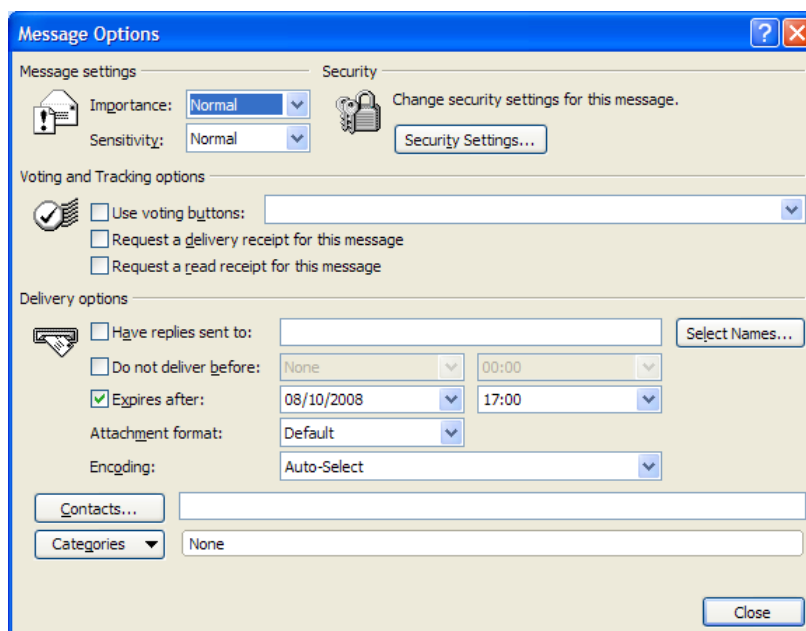 Message Options
Message settings Security
Importance: Normal Change security settings for this message.
Sensitivity: Normal Security Settings...
Voting and Tracking options
Use voting buttons:
Request a delivery receipt for this message
Request a read receipt for this message
Delivery options
Have replies sent to: Select Names...
Do not deliver before: None 00:00
Expires after: 08/10/2008 17:00
Attachment format: Default
Encoding: Auto-Select
Contacts...
Categories None
Close